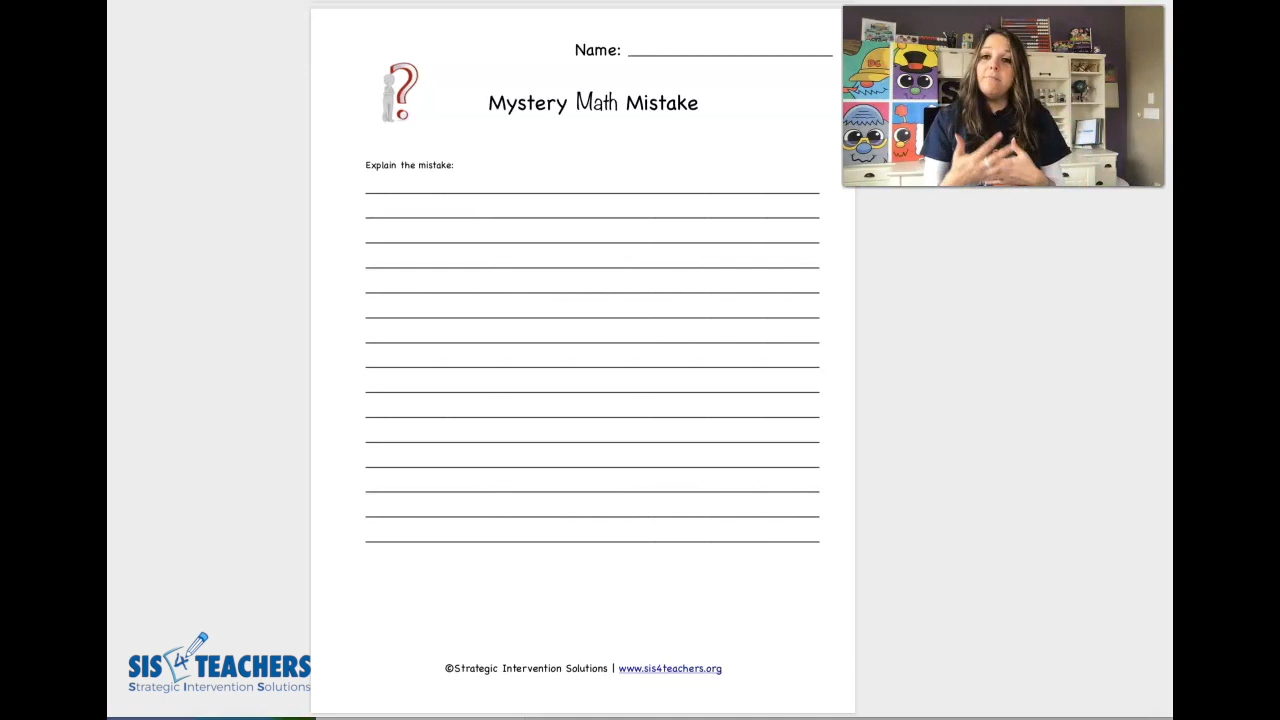 Name:
Mystery Math Mistake
Explain the mistake:
©Strategic Intervention Solutions | www.sis4teachers.org
SIS4TEACHERS
Strategic Intervention Solutions